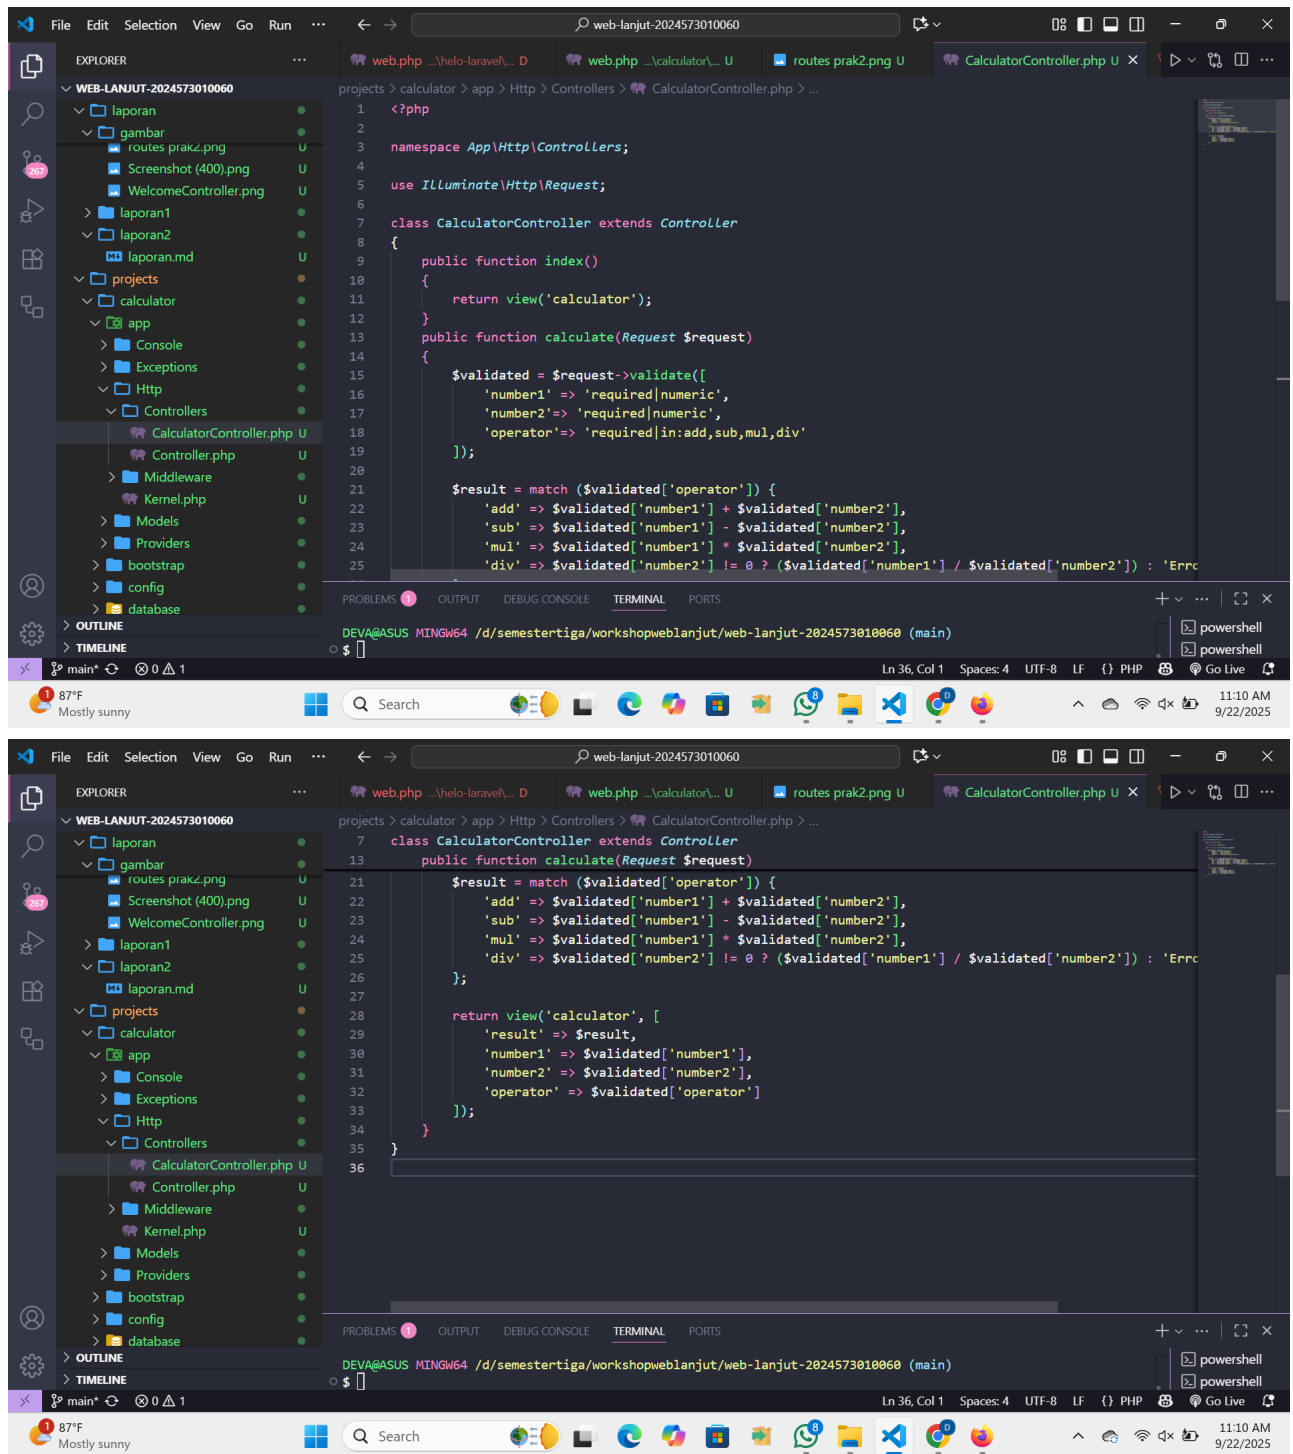 File Edit Selection View Go Run ··· web-lanjut-2024573010060
EXPLORER ··· web.php ...\helo-laravel\... D web.php ...\calculator\... U routes prak2.png U CalculatorController.php U
WEB-LANJUT-2024573010060
projects > calculator > app > Http > Controllers > CalculatorController.php > ...
laporan
gambar
routes prak2.png U
Screenshot (400).png U
WelcomeController.png U
laporan1
laporan2
laporan.md U
projects
calculator
app
Console
Exceptions
Http
Controllers
CalculatorController.php U
Controller.php U
Middleware
Kernel.php U
Models
Providers
bootstrap
config
database
OUTLINE
TIMELINE
267
1 <?php
2
3 namespace App\Http\Controllers;
4
5 use Illuminate\Http\Request;
6
7 class CalculatorController extends Controller
8 {
9 public function index()
10 {
11 return view('calculator');
12 }
13 public function calculate(Request $request)
14 {
15 $validated = $request->validate([
16 'number1' => 'required|numeric',
17 'number2'=> 'required|numeric',
18 'operator'=> 'required|in:add,sub,mul,div'
19 ]);
20
21 $result = match ($validated['operator']) {
22 'add' => $validated['number1'] + $validated['number2'],
23 'sub' => $validated['number1'] - $validated['number2'],
24 'mul' => $validated['number1'] * $validated['number2'],
25 'div' => $validated['number2'] != 0 ? ($validated['number1'] / $validated['number2']) : 'Erro
PROBLEMS 1 OUTPUT DEBUG CONSOLE TERMINAL PORTS
DEVA@ASUS MINGW64 /d/semestertiga/workshopweblanjut/web-lanjut-2024573010060 (main)
$
powershell
powershell
main* 0 1 Ln 36, Col 1 Spaces: 4 UTF-8 LF {} PHP Go Live
1 87°F
Mostly sunny
Search
8
11:10 AM
9/22/2025
File Edit Selection View Go Run ··· web-lanjut-2024573010060
EXPLORER ··· web.php ...\helo-laravel\... D web.php ...\calculator\... U routes prak2.png U CalculatorController.php U
WEB-LANJUT-2024573010060
projects > calculator > app > Http > Controllers > CalculatorController.php > ...
laporan
gambar
routes prak2.png U
Screenshot (400).png U
WelcomeController.png U
laporan1
laporan2
laporan.md U
projects
calculator
app
Console
Exceptions
Http
Controllers
CalculatorController.php U
Controller.php U
Middleware
Kernel.php U
Models
Providers
bootstrap
config
database
OUTLINE
TIMELINE
267
7 class CalculatorController extends Controller
13 public function calculate(Request $request)
21 $result = match ($validated['operator']) {
22 'add' => $validated['number1'] + $validated['number2'],
23 'sub' => $validated['number1'] - $validated['number2'],
24 'mul' => $validated['number1'] * $validated['number2'],
25 'div' => $validated['number2'] != 0 ? ($validated['number1'] / $validated['number2']) : 'Erro
26 };
27
28 return view('calculator', [
29 'result' => $result,
30 'number1' => $validated['number1'],
31 'number2' => $validated['number2'],
32 'operator' => $validated['operator']
33 ]);
34 }
35 }
36
PROBLEMS 1 OUTPUT DEBUG CONSOLE TERMINAL PORTS
DEVA@ASUS MINGW64 /d/semestertiga/workshopweblanjut/web-lanjut-2024573010060 (main)
$
powershell
powershell
main* 0 1 Ln 36, Col 1 Spaces: 4 UTF-8 LF {} PHP Go Live
1 87°F
Mostly sunny
Search
8
11:10 AM
9/22/2025